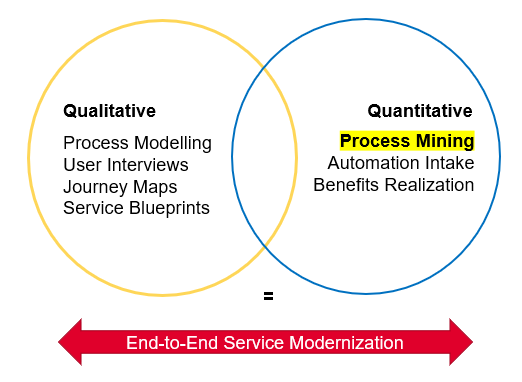 Qualitative
Process Modelling
User Interviews
Journey Maps
Service Blueprints
Quantitative
Process Mining
Automation Intake
Benefits Realization
=
End-to-End Service Modernization